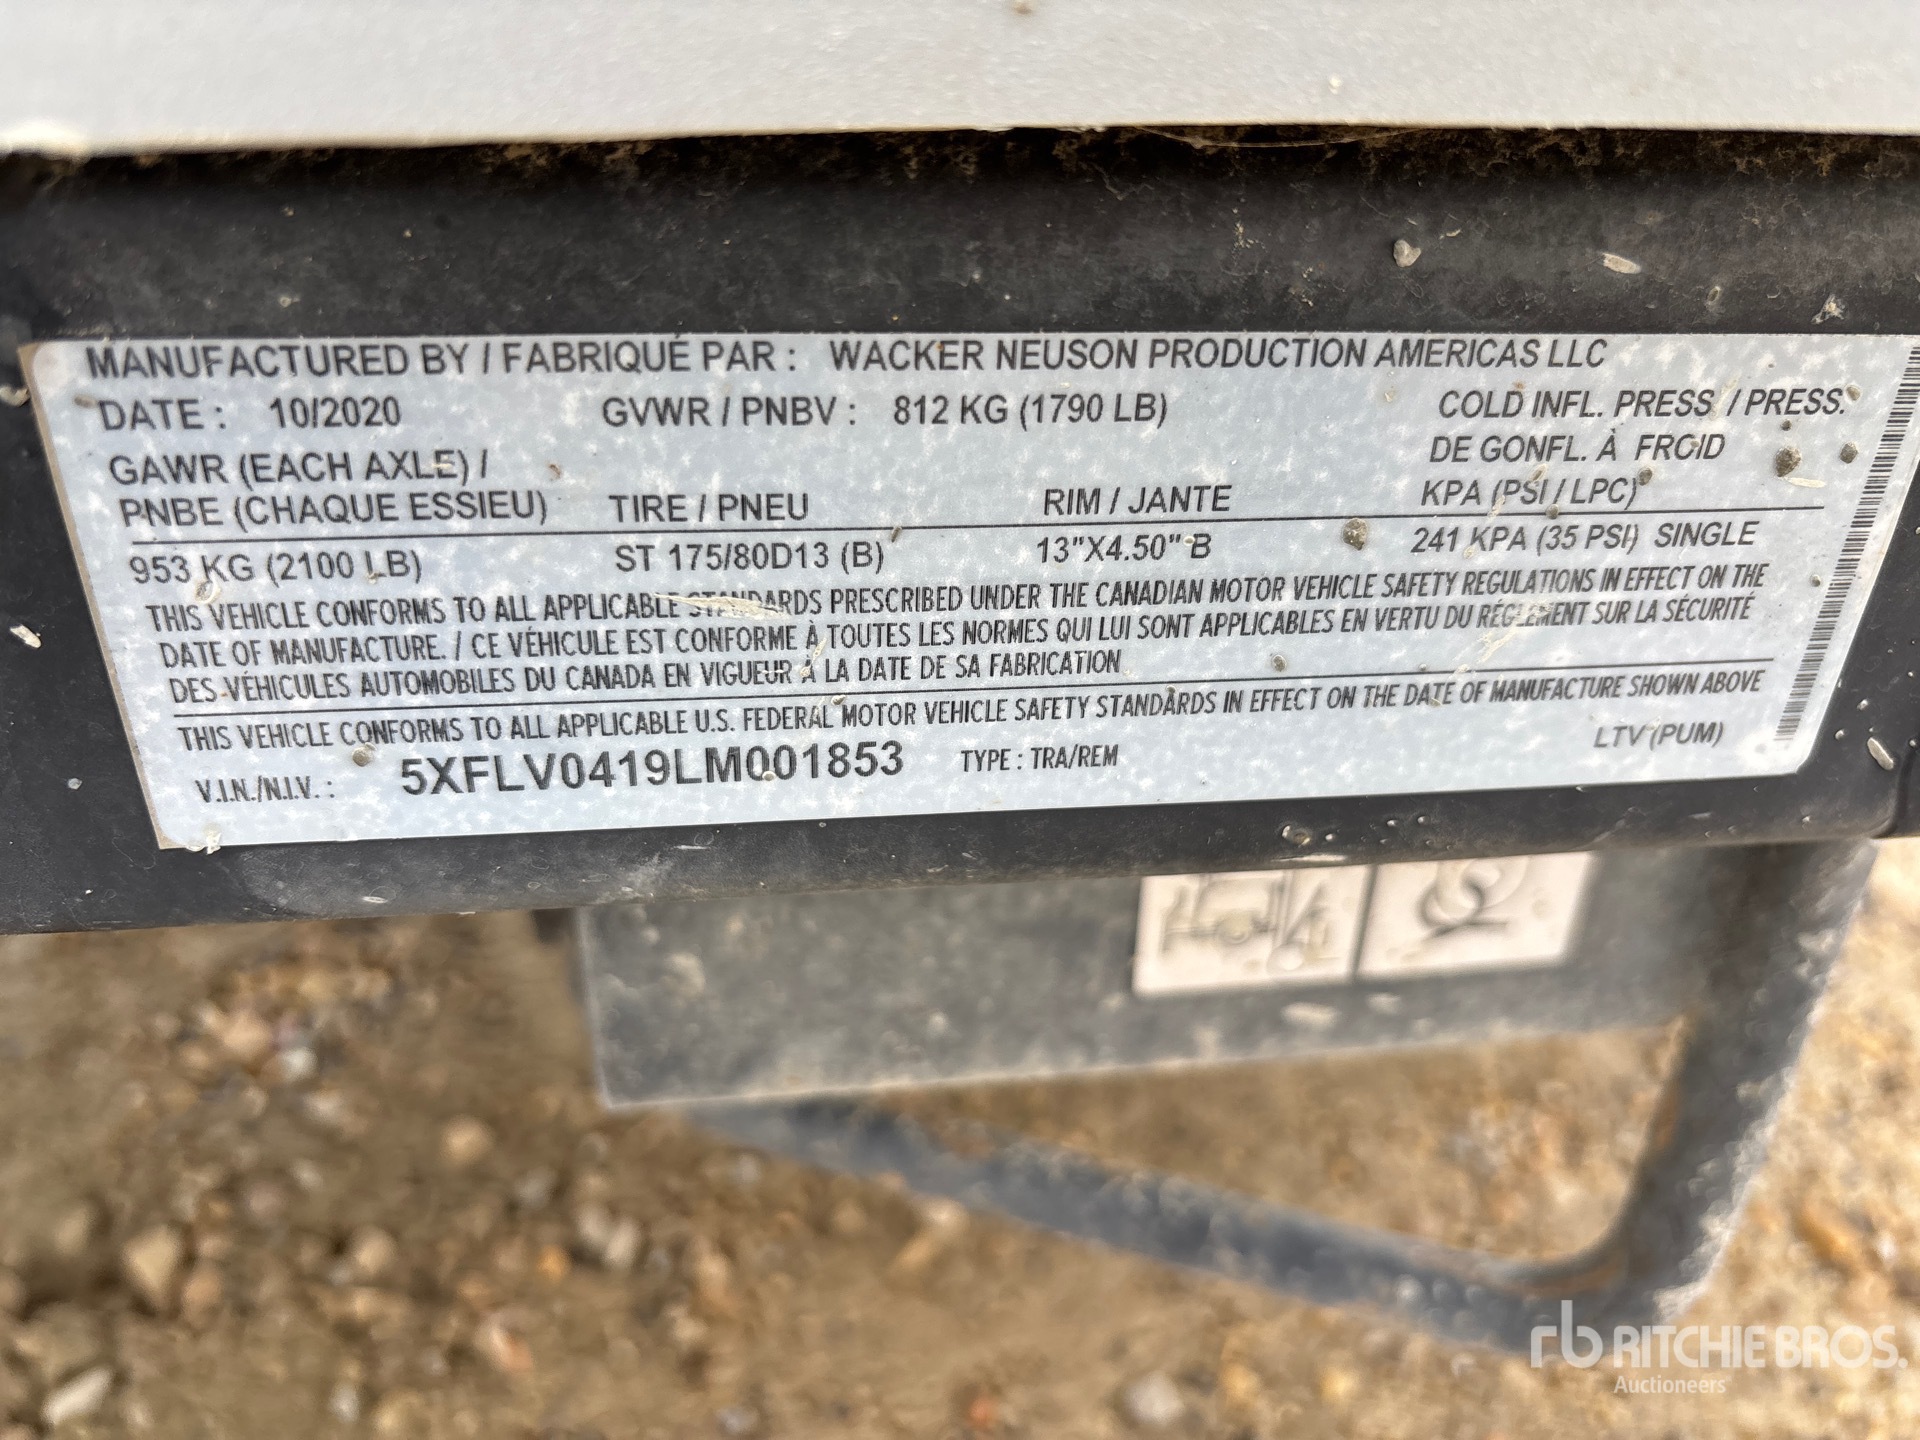 MANUFACTURED BY / FABRIQUÉ PAR : WACKER NEUSON PRODUCTION AMERICAS LLC
DATE : 10/2020 GVWR / PNBV : 812 KG (1790 LB) COLD INFL. PRESS / PRESS.
DE GONFL. À FROID
GAWR (EACH AXLE) /
PNBE (CHAQUE ESSIEU) TIRE / PNEU RIM / JANTE KPA (PSI / LPC)
953 KG (2100 LB) ST 175/80D13 (B) 13"X4.50" B 241 KPA (35 PSI) SINGLE
THIS VEHICLE CONFORMS TO ALL APPLICABLE STANDARDS PRESCRIBED UNDER THE CANADIAN MOTOR VEHICLE SAFETY REGULATIONS IN EFFECT ON THE
DATE OF MANUFACTURE. / CE VÉHICULE EST CONFORME À TOUTES LES NORMES QUI LUI SONT APPLICABLES EN VERTU DU RÉGLEMENT SUR LA SÉCURITÉ
DES VÉHICULES AUTOMOBILES DU CANADA EN VIGUEUR À LA DATE DE SA FABRICATION
THIS VEHICLE CONFORMS TO ALL APPLICABLE U.S. FEDERAL MOTOR VEHICLE SAFETY STANDARDS IN EFFECT ON THE DATE OF MANUFACTURE SHOWN ABOVE
V.I.N./N.I.V. : 5XFLV0419LM001853 TYPE : TRA/REM LTV (PUM)
rb RITCHIE BROS.
Auctioneers